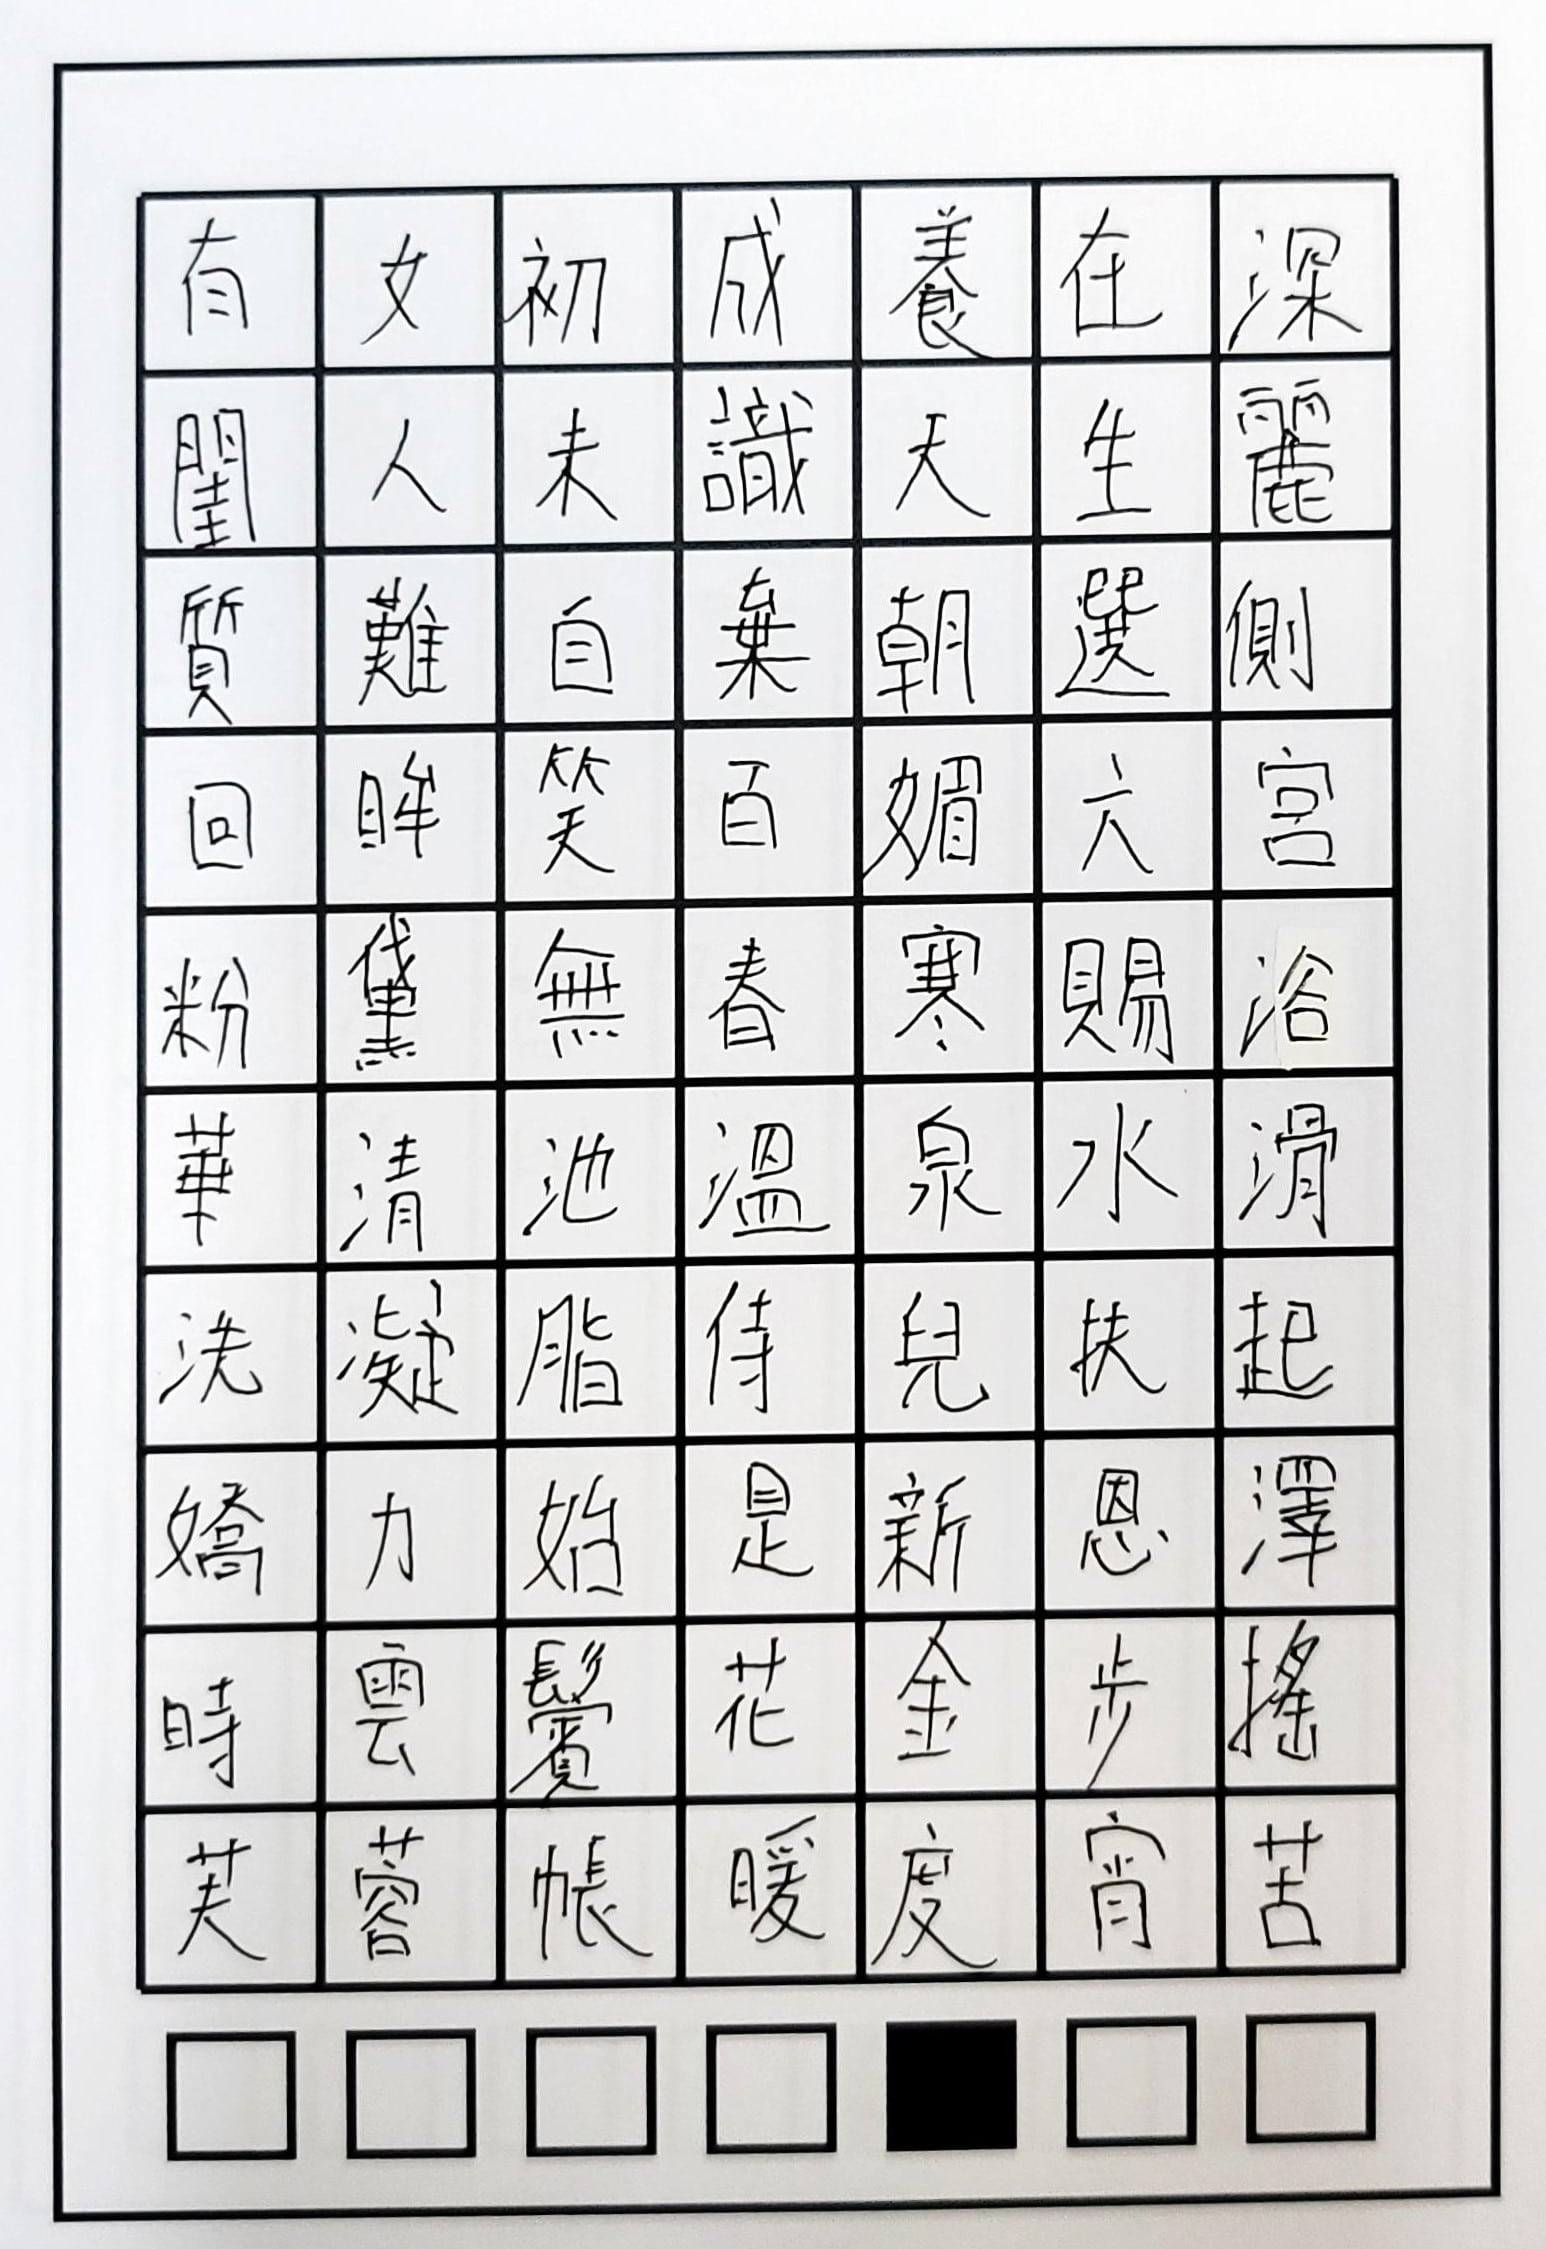 有女初成養在深
閨人未識天生麗
質難自棄朝選側
回眸笑百媚六宮
粉黛無春寒賜浴
華清池溫泉水滑
洗凝脂侍兒扶起
嬌力始是新恩澤
時雲鬢花金步搖
芙蓉帳暖度宵苦